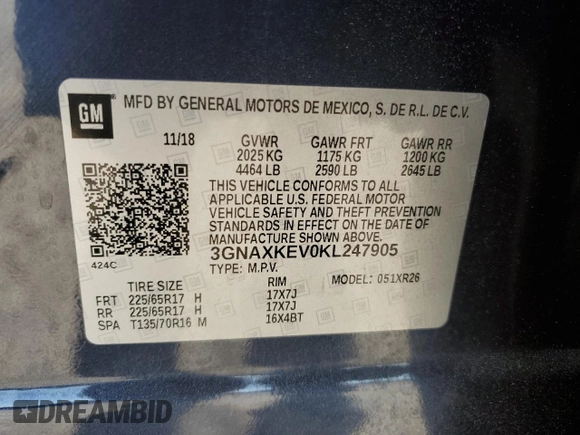 GM
MFD BY GENERAL MOTORS DE MEXICO, S. DE R.L. DE C.V.
11/18 GVWR GAWR FRT GAWR RR
2025 KG 1175 KG 1200 KG
4464 LB 2590 LB 2645 LB
THIS VEHICLE CONFORMS TO ALL
APPLICABLE U.S. FEDERAL MOTOR
VEHICLE SAFETY AND THEFT PREVENTION
STANDARDS IN EFFECT ON THE DATE OF
MANUFACTURE SHOWN ABOVE.
424C
3GNAXKEV0KL247905
TYPE: M.P.V.
TIRE SIZE RIM MODEL: 051XR26
FRT 225/65R17 H 17X7J
RR 225/65R17 H 17X7J
SPA T135/70R16 M 16X4BT
DREAMBID